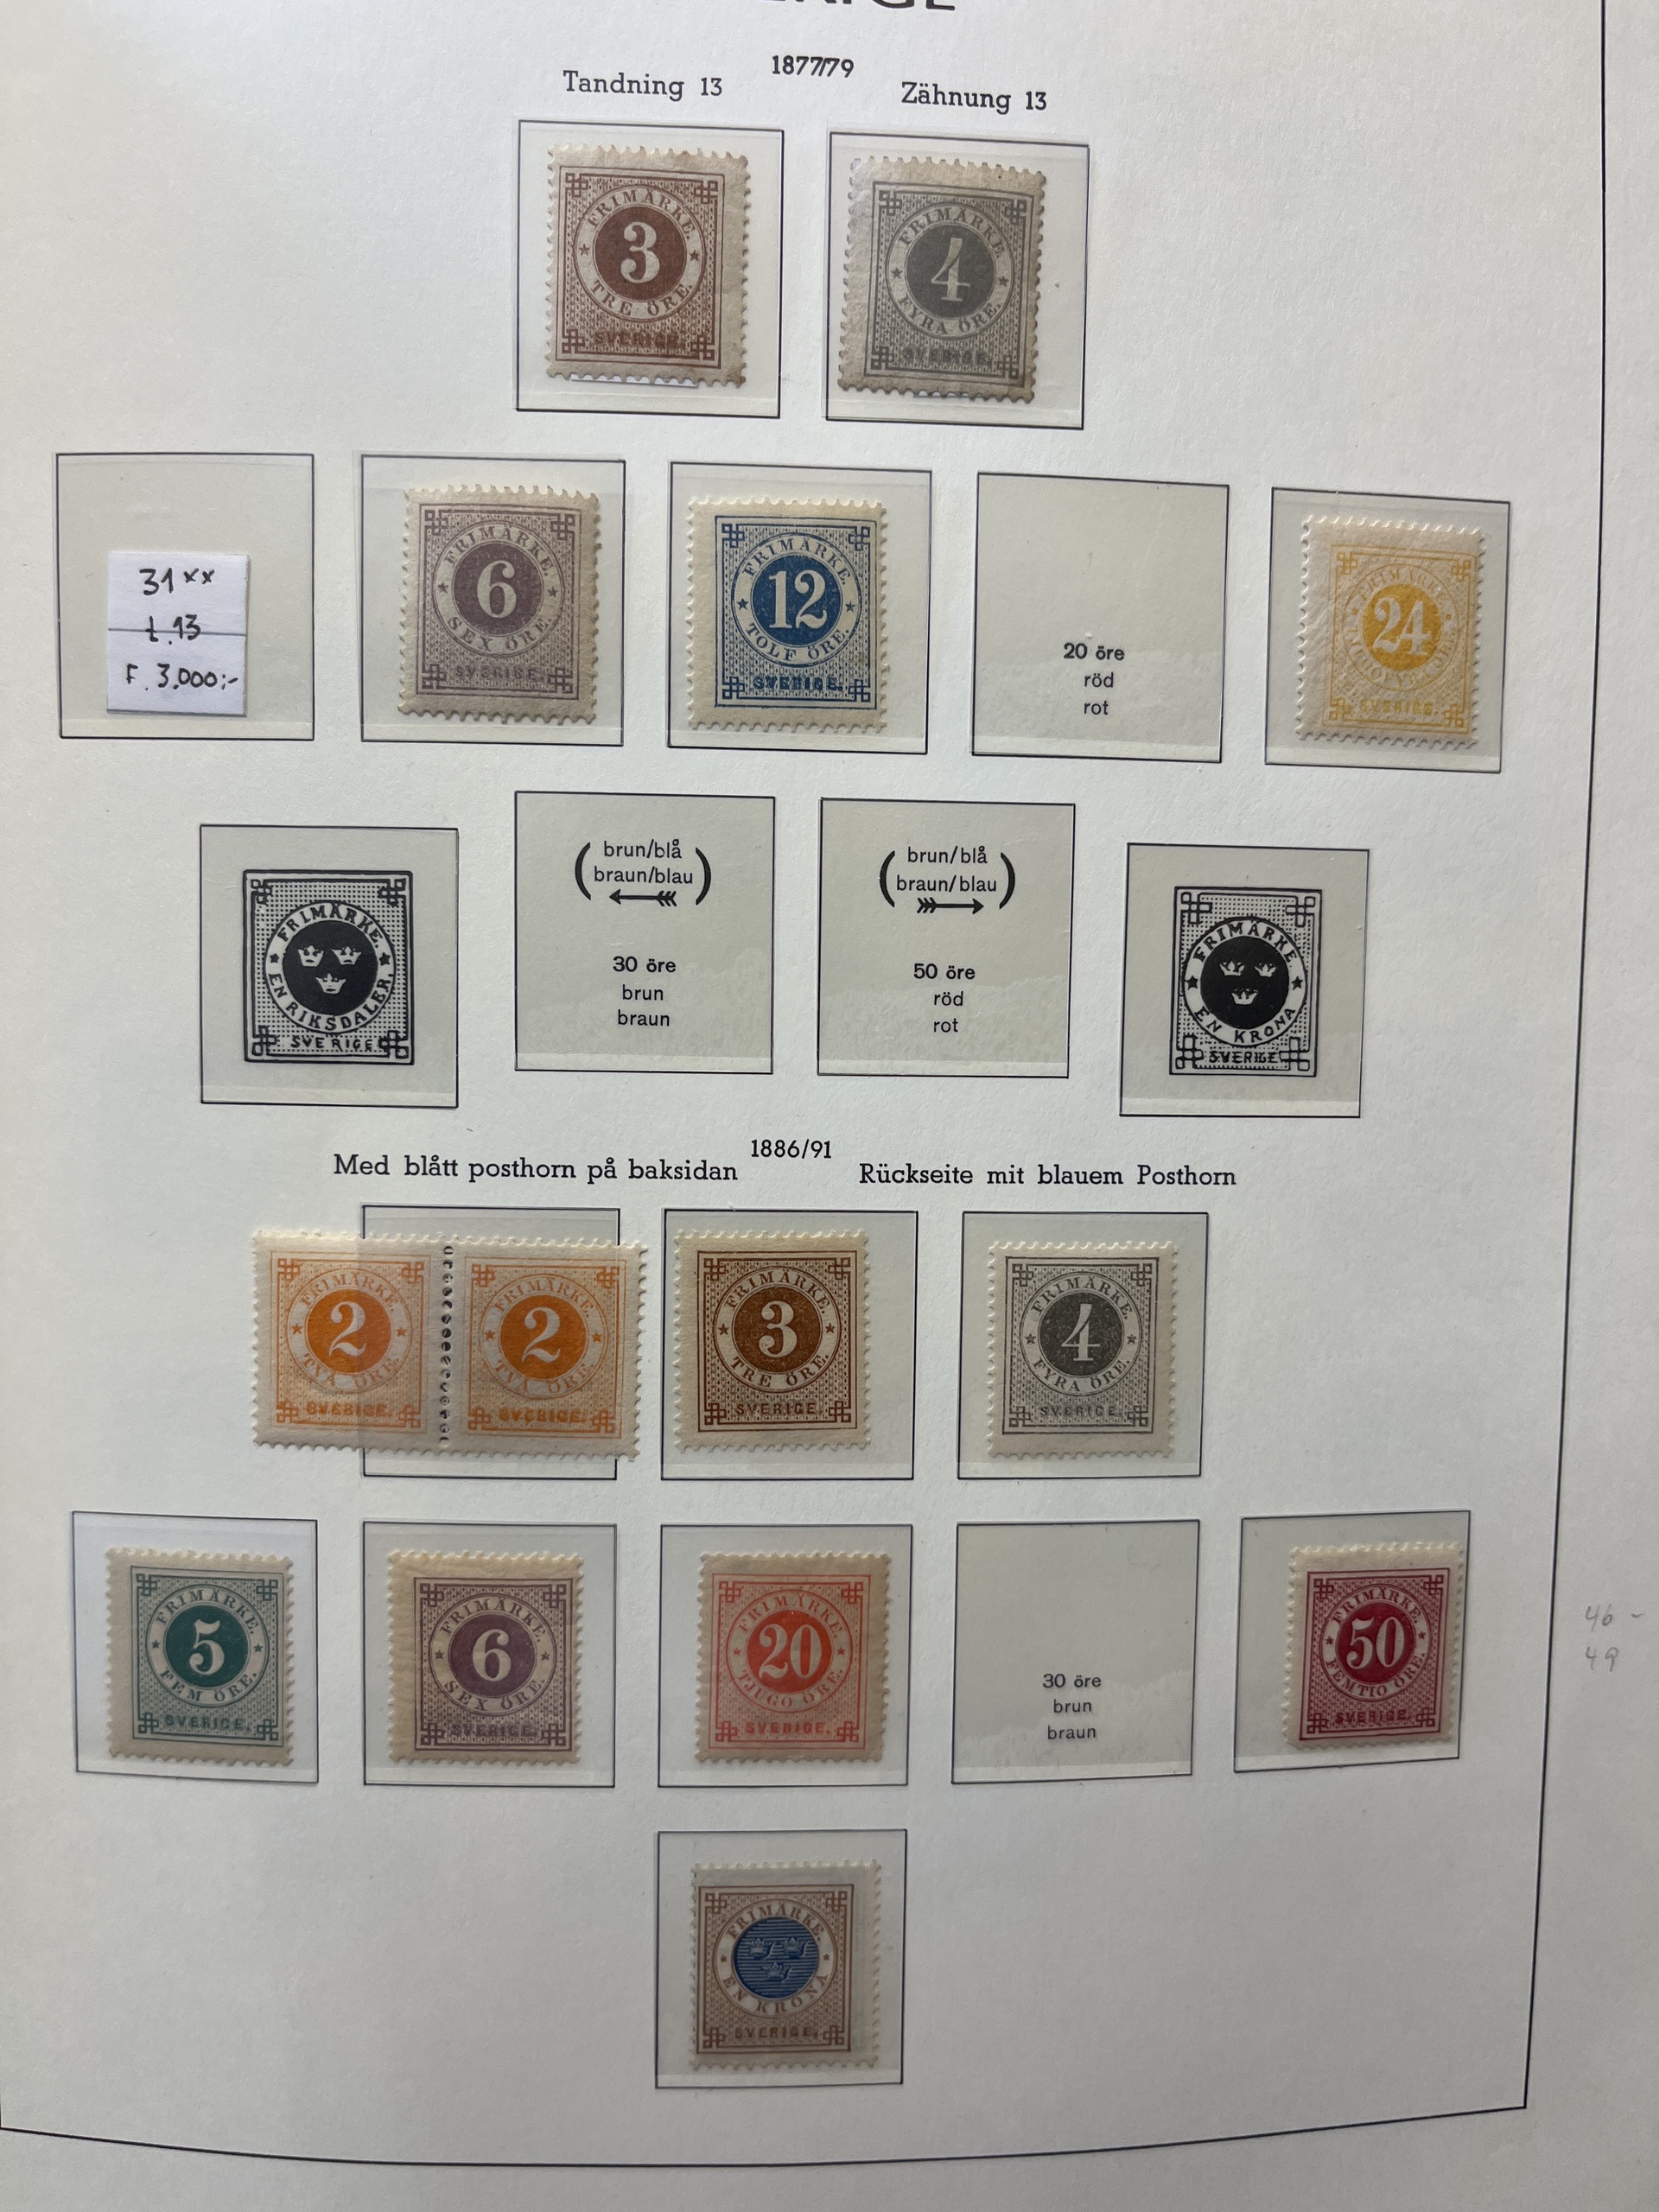 1877/79
Tandning 13 Zähnung 13
FRIMÄRKE.
3
TRE ÖRE.
SVERIGE.
FRIMÄRKE.
4
FYRA ÖRE.
SVERIGE.
31 xx
t.13
F. 3.000:-
FRIMÄRKE.
6
SEX ÖRE.
SVERIGE.
FRIMÄRKE.
12
TOLF ÖRE.
SVERIGE.
20 öre
röd
rot
FRIMÄRKE.
24
SVERIGE.
FRIMÄRKE.
EN RIKSDALER.
SVERIGE
(brun/blå
braun/blau)
30 öre
brun
braun
(brun/blå
braun/blau)
50 öre
röd
rot
FRIMÄRKE.
EN KRONA
SVERIGE
1886/91
Med blått posthorn på baksidan Rückseite mit blauem Posthorn
FRIMÄRKE.
2
TVÅ ÖRE.
SVERIGE.
FRIMÄRKE.
2
TVÅ ÖRE.
SVERIGE.
FRIMÄRKE.
3
TRE ÖRE.
SVERIGE.
FRIMÄRKE.
4
FYRA ÖRE.
SVERIGE.
FRIMÄRKE.
5
FEM ÖRE.
SVERIGE.
FRIMÄRKE.
6
SEX ÖRE.
SVERIGE.
FRIMÄRKE.
20
TJUGO ÖRE.
SVERIGE.
30 öre
brun
braun
FRIMÄRKE.
50
FEMTIO ÖRE.
SVERIGE.
46 -
49
FRIMÄRKE.
EN KRONA
SVERIGE.